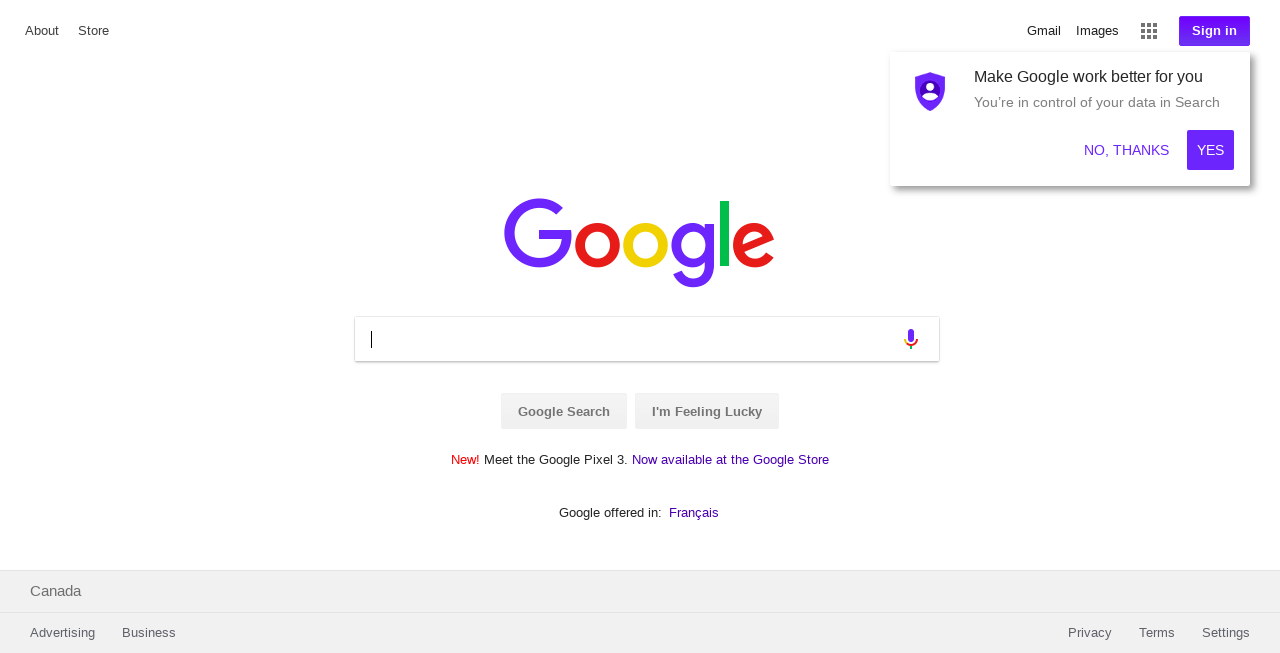 About Store Gmail Images Sign in
Make Google work better for you
You’re in control of your data in Search
NO, THANKS YES
Google
Google Search I'm Feeling Lucky
New! Meet the Google Pixel 3. Now available at the Google Store
Google offered in: Français
Canada
Advertising Business Privacy Terms Settings